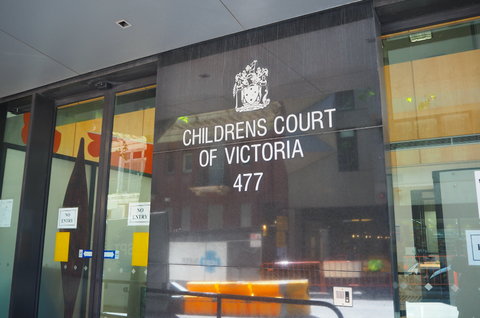 CHILDRENS COURT
OF VICTORIA
477
NO
ENTRY
NO
ENTRY